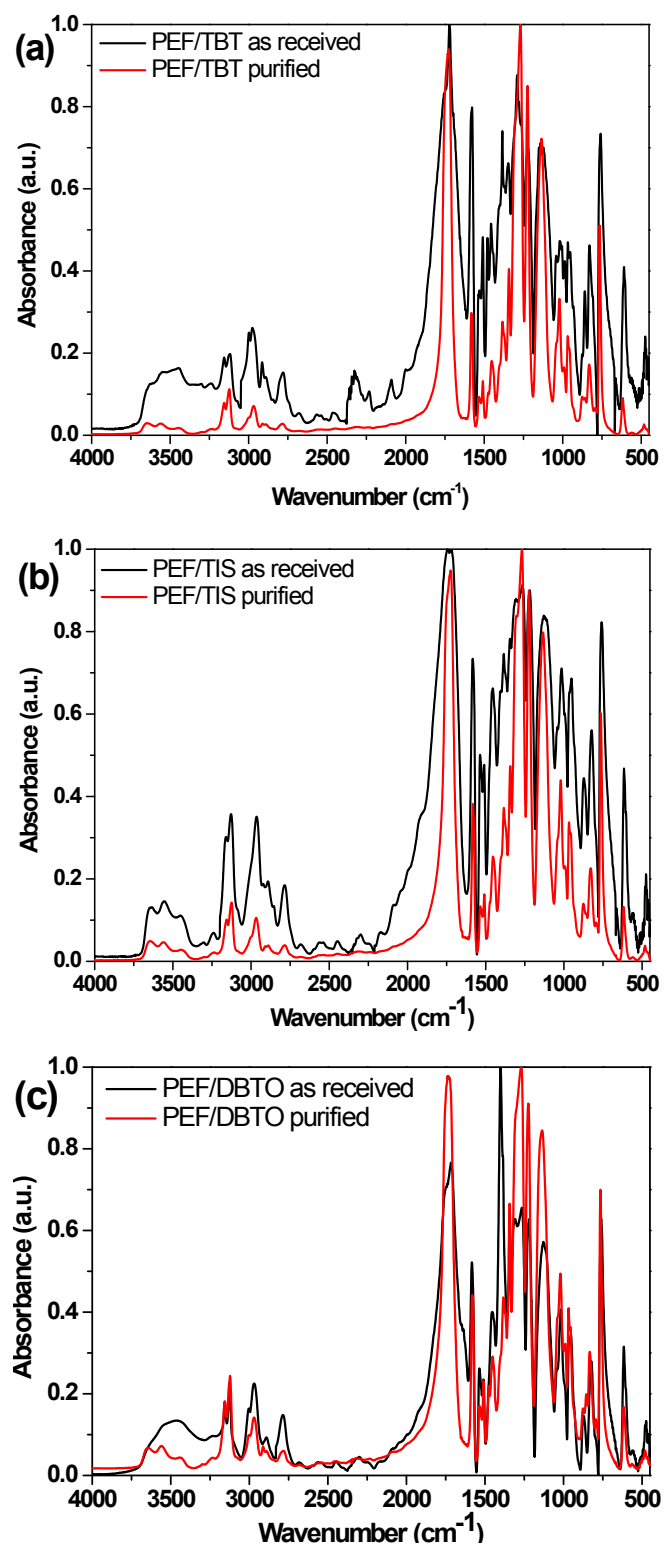 (a)
PEF/TBT as received
PEF/TBT purified
Absorbance (a.u.)
1.0
0.8
0.6
0.4
0.2
0.0
4000 3500 3000 2500 2000 1500 1000 500
Wavenumber (cm-1)
(b)
PEF/TIS as received
PEF/TIS purified
Absorbance (a.u.)
1.0
0.8
0.6
0.4
0.2
0.0
4000 3500 3000 2500 2000 1500 1000 500
Wavenumber (cm-1)
(c)
PEF/DBTO as received
PEF/DBTO purified
Absorbance (a.u.)
1.0
0.8
0.6
0.4
0.2
0.0
4000 3500 3000 2500 2000 1500 1000 500
Wavenumber (cm-1)